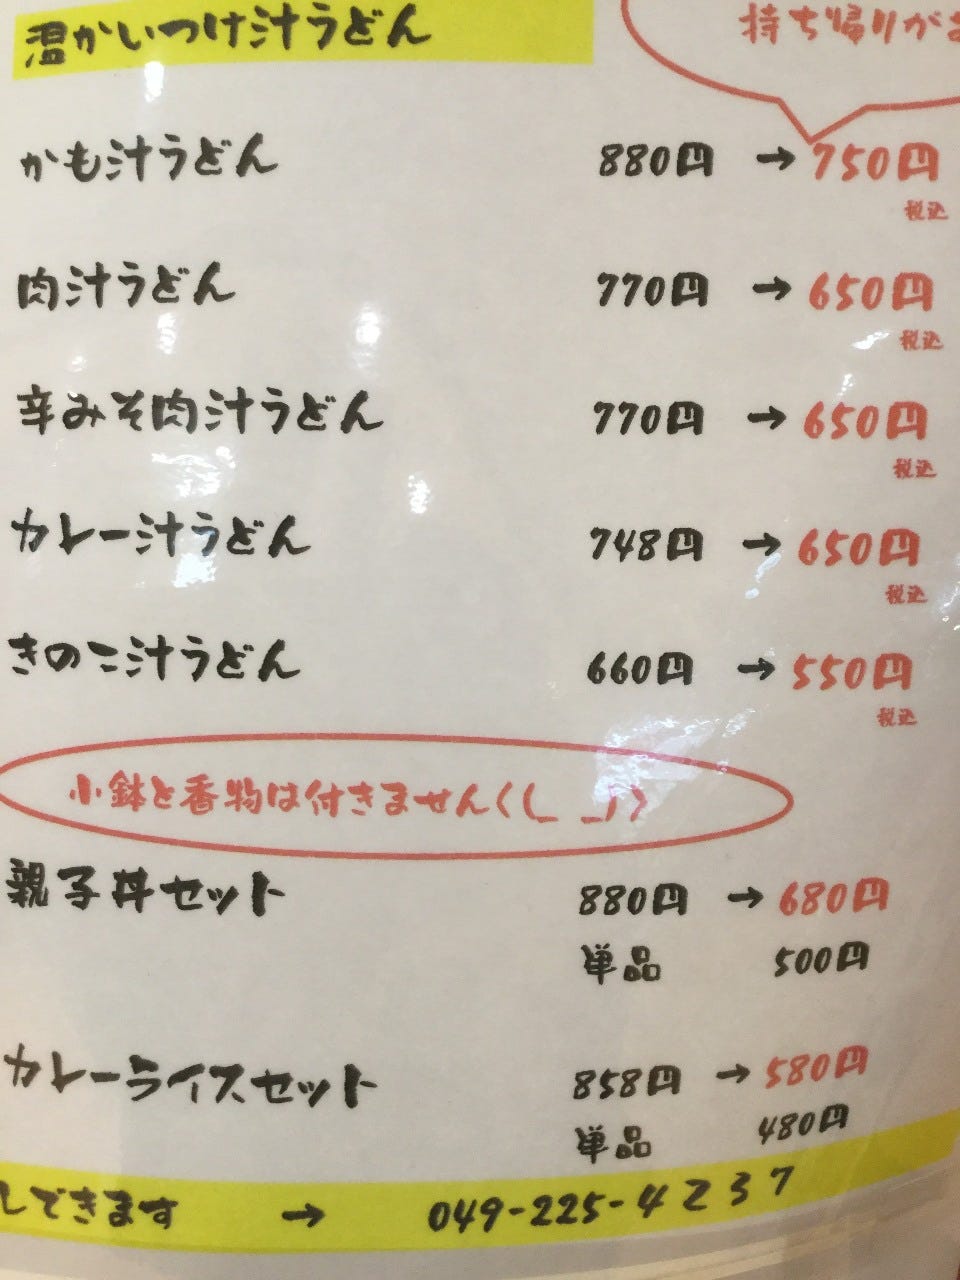 温かいつけ汁うどん
持ち帰りがお
かも汁うどん 880円 → 750円
税込
肉汁うどん 770円 → 650円
税込
辛みそ肉汁うどん 770円 → 650円
税込
カレー汁うどん 748円 → 650円
税込
きのこ汁うどん 660円 → 550円
税込
小鉢と香物は付きません((_ _))
親子丼セット 880円 → 680円
単品 500円
カレーライスセット 858円 → 580円
単品 480円
しできます → 049-225-4237